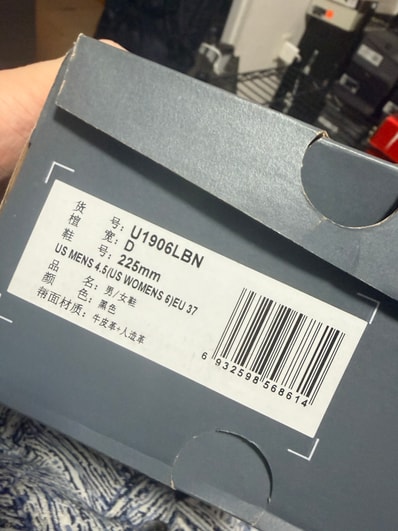 货 号: U1906LBN
楦 宽: D
鞋 号: 225mm
US MENS 4.5(US WOMENS 6)EU 37
品 名: 男/女鞋
颜 色: 黑色
帮面材质: 牛皮革+人造革
6 932598 568614